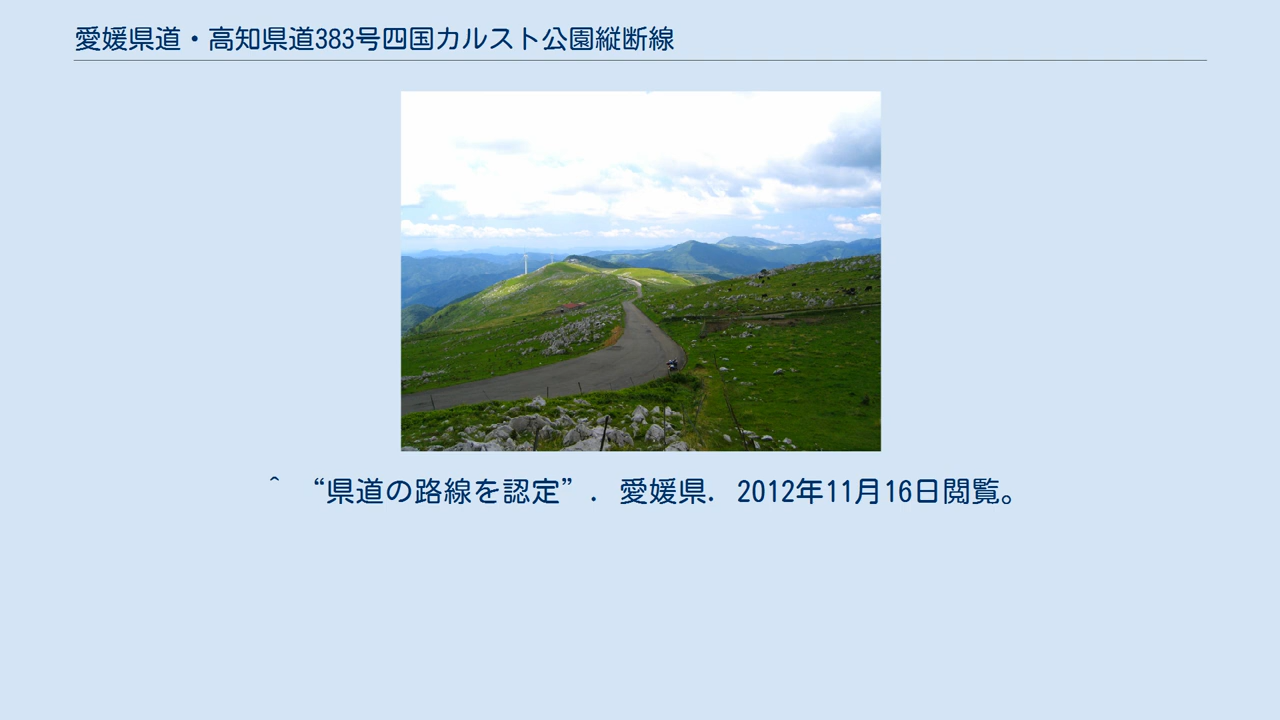 愛媛県道・高知県道383号四国カルスト公園縦断線
^ “県道の路線を認定”. 愛媛県. 2012年11月16日閲覧。